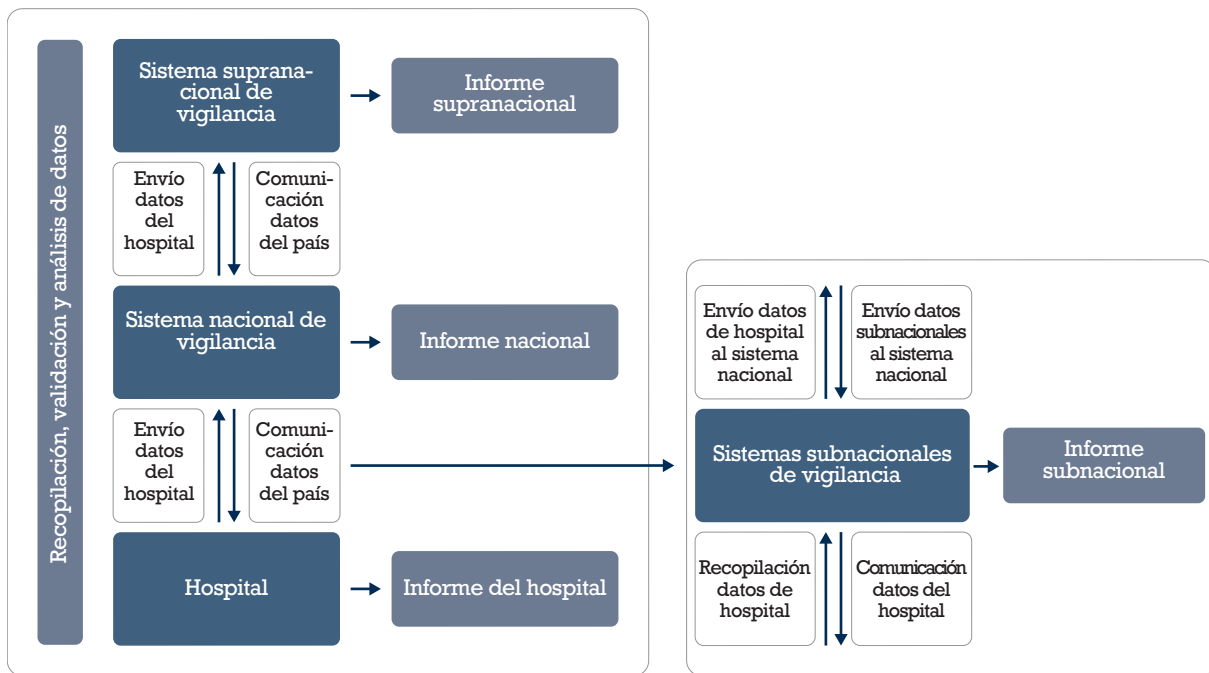 Recopilación, validación y análisis de datos
Sistema suprana-
cional de
vigilancia
Informe
supranacional
Envío
datos
del
hospital
Comuni-
cación
datos
del país
Sistema nacional de
vigilancia
Informe nacional
Envío
datos
del
hospital
Comuni-
cación
datos
del país
Hospital
Informe del hospital
Envío datos
de hospital
al sistema
nacional
Envío datos
subnacionales
al sistema
nacional
Sistemas subnacionales
de vigilancia
Informe
subnacional
Recopilación
datos de
hospital
Comunicación
datos del
hospital